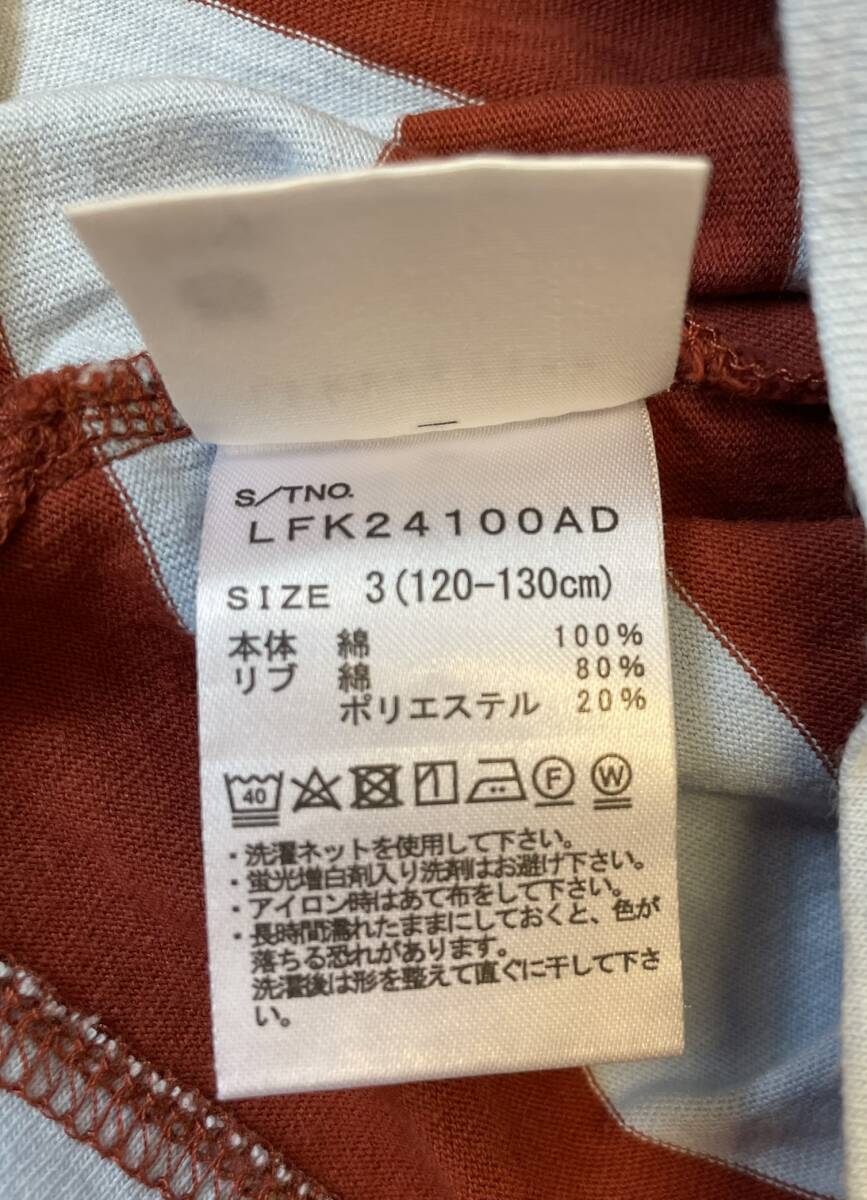 S/TNO.
LFK24100AD
SIZE 3(120-130cm)
本体 綿 100%
リブ 綿 80%
ポリエステル 20%
40 F W
・洗濯ネットを使用して下さい。
・蛍光増白剤入り洗剤はお避け下さい。
・アイロン時はあて布をして下さい。
・長時間濡れたままにしておくと、色が
落ちる恐れがあります。
洗濯後は形を整えて直ぐに干して下さ
い。